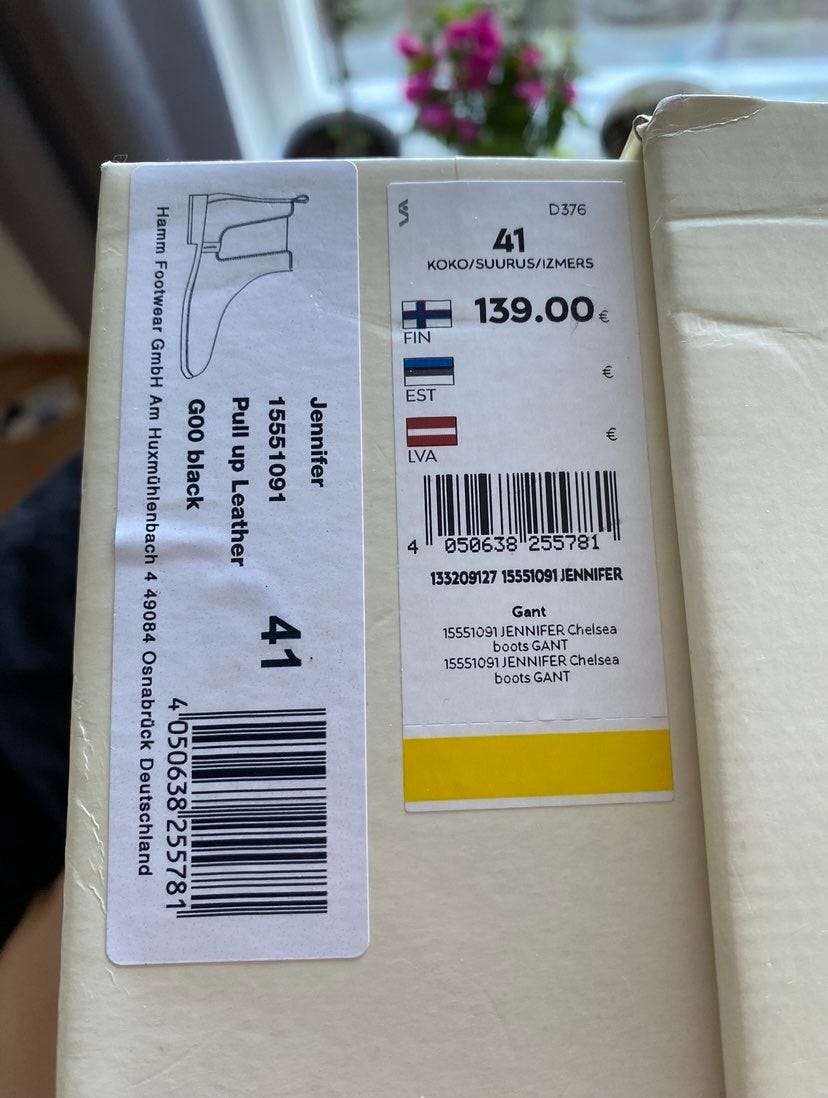 Jennifer
15551091
Pull up Leather
G00 black
41
4 050638 255781
Hamm Footwear GmbH Am Huxmühlenbach 4 49084 Osnabrück Deutschland
D376
41
KOKO/SUURUS/IZMERS
FIN 139.00 €
EST €
LVA €
4 050638 255781
133209127 15551091 JENNIFER
Gant
15551091 JENNIFER Chelsea
boots GANT
15551091 JENNIFER Chelsea
boots GANT